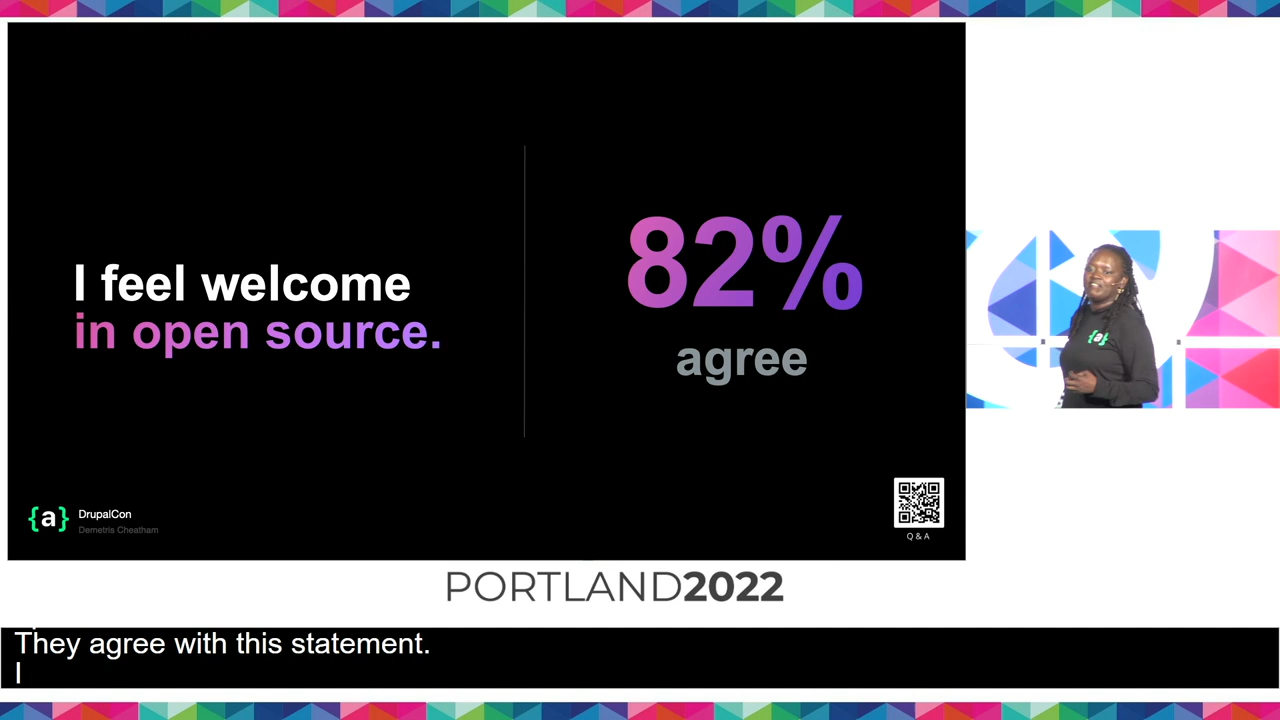 I feel welcome
in open source.
82%
agree
{a}
DrupalCon
Demetris Cheatham
Q & A
{a}
PORTLAND2022
They agree with this statement.
I